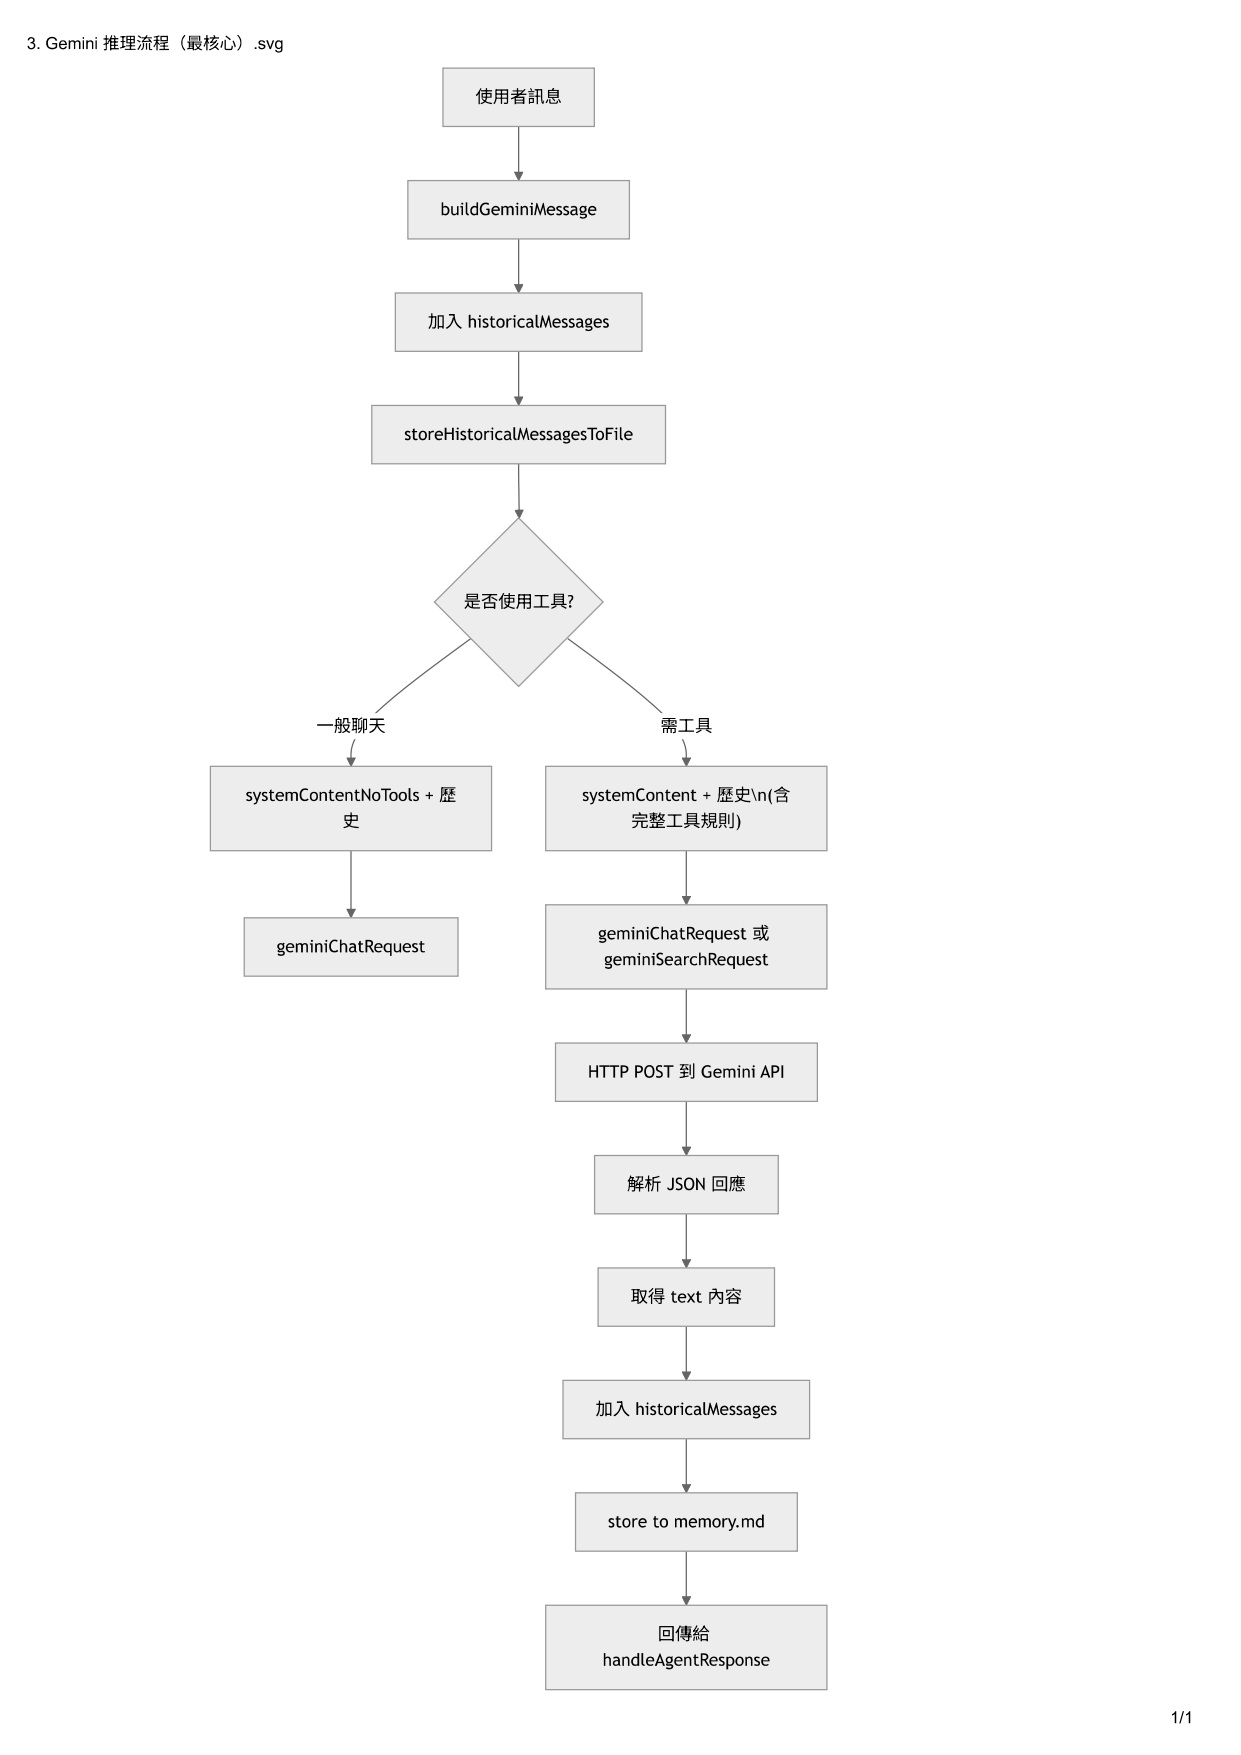 3. Gemini 推理流程（最核心）.svg
使用者訊息
buildGeminiMessage
加入 historicalMessages
storeHistoricalMessagesToFile
是否使用工具?
一般聊天
需工具
systemContentNoTools + 歷
史
systemContent + 歷史\n(含
完整工具規則)
geminiChatRequest
geminiChatRequest 或
geminiSearchRequest
HTTP POST 到 Gemini API
解析 JSON 回應
取得 text 內容
加入 historicalMessages
store to memory.md
回傳給
handleAgentResponse
1/1